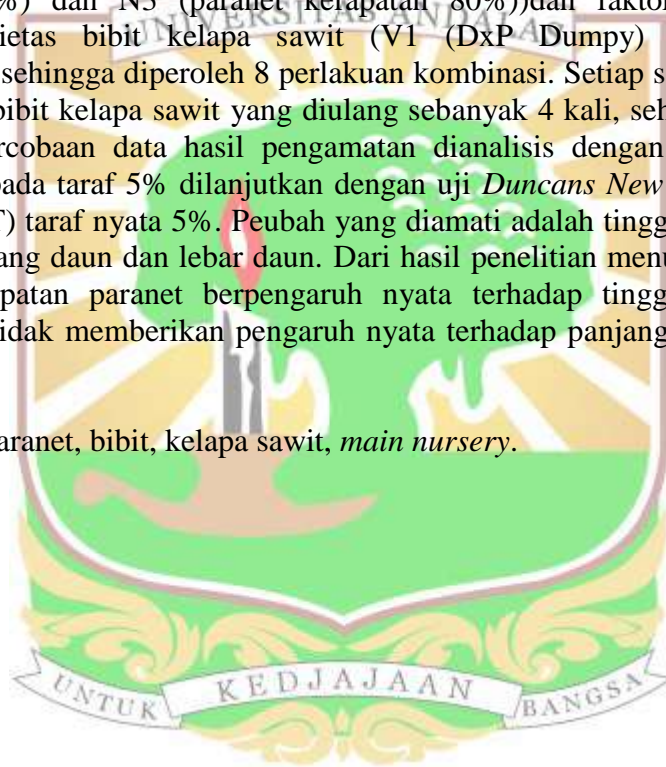 %) dan N3 (paranet kerapatan 80%))dan faktor
UNIVERSITAS ANDALAS
ietas bibit kelapa sawit (V1 (DxP Dumpy)
sehingga diperoleh 8 perlakuan kombinasi. Setiap s
bibit kelapa sawit yang diulang sebanyak 4 kali, seh
rcobaan data hasil pengamatan dianalisis dengan
pada taraf 5% dilanjutkan dengan uji Duncans New
T) taraf nyata 5%. Peubah yang diamati adalah tingg
ang daun dan lebar daun. Dari hasil penelitian menu
patan paranet berpengaruh nyata terhadap tingg
tidak memberikan pengaruh nyata terhadap panjang
aranet, bibit, kelapa sawit, main nursery.
UNTUK KEDJAJAAN BANGSA